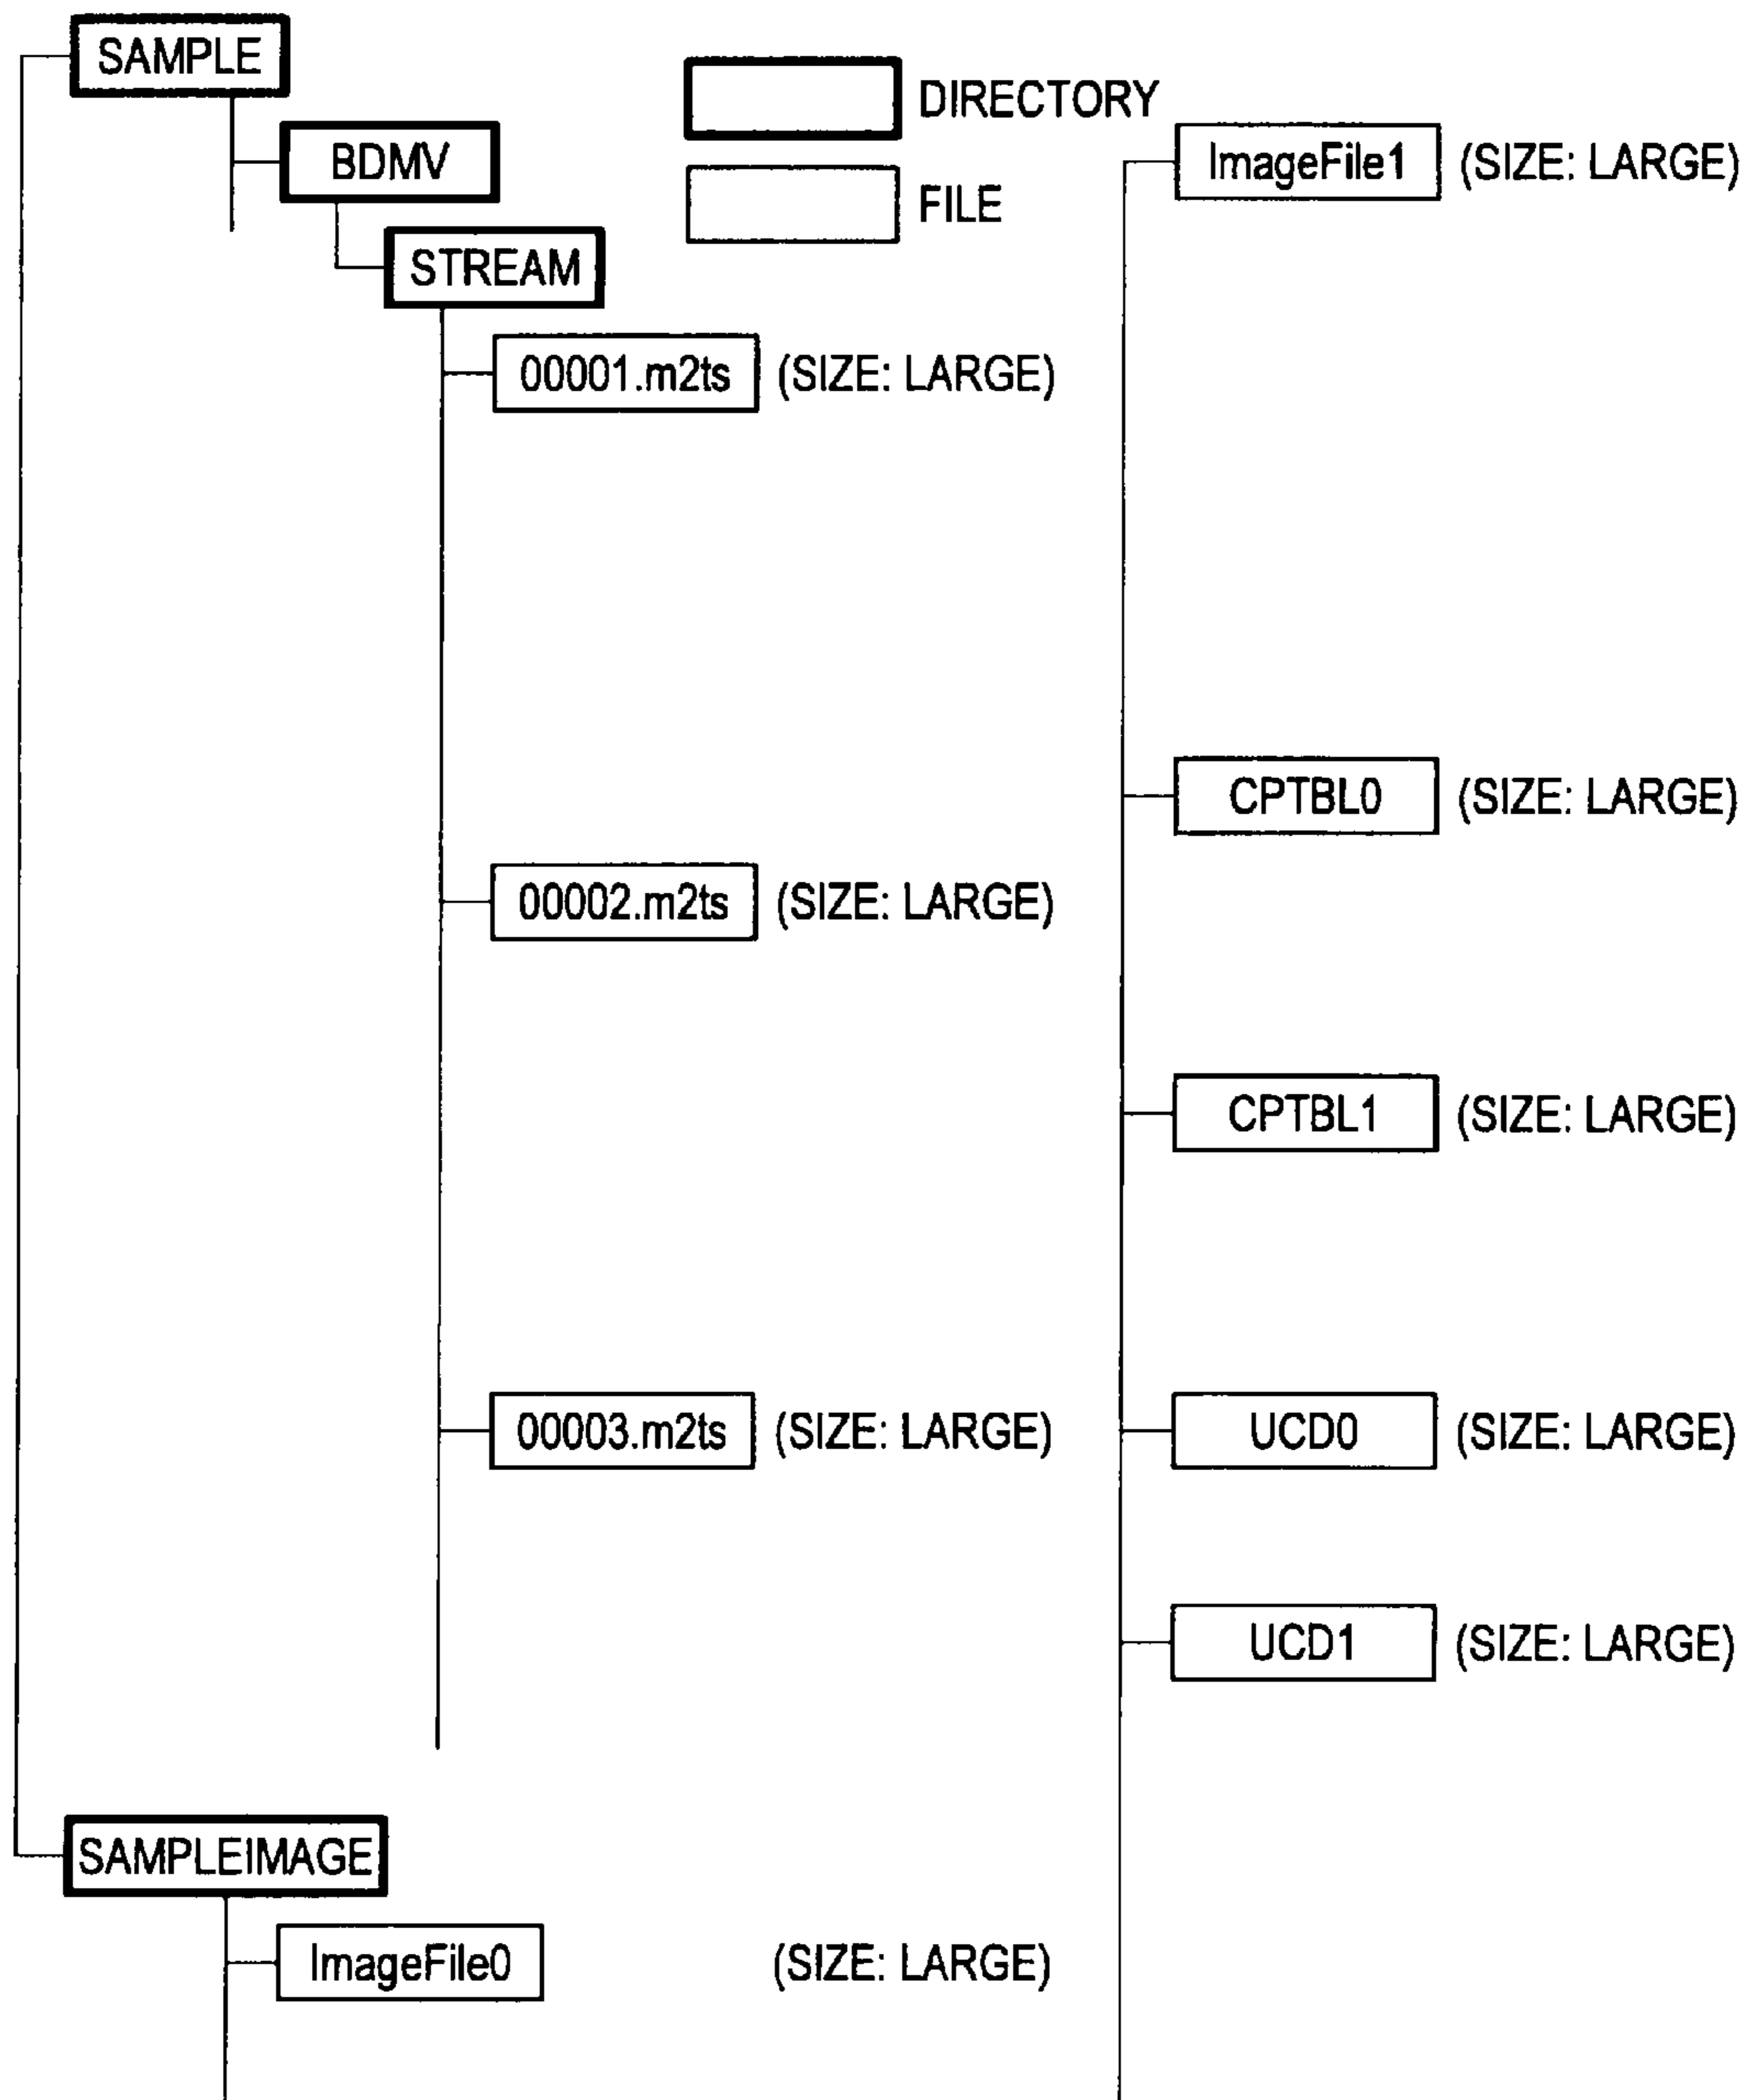 SAMPLE
BDMV
STREAM
00001.m2ts (SIZE: LARGE)
00002.m2ts (SIZE: LARGE)
00003.m2ts (SIZE: LARGE)
SAMPLEIMAGE
ImageFile0 (SIZE: LARGE)
DIRECTORY
FILE
ImageFile1 (SIZE: LARGE)
CPTBL0 (SIZE: LARGE)
CPTBL1 (SIZE: LARGE)
UCD0 (SIZE: LARGE)
UCD1 (SIZE: LARGE)